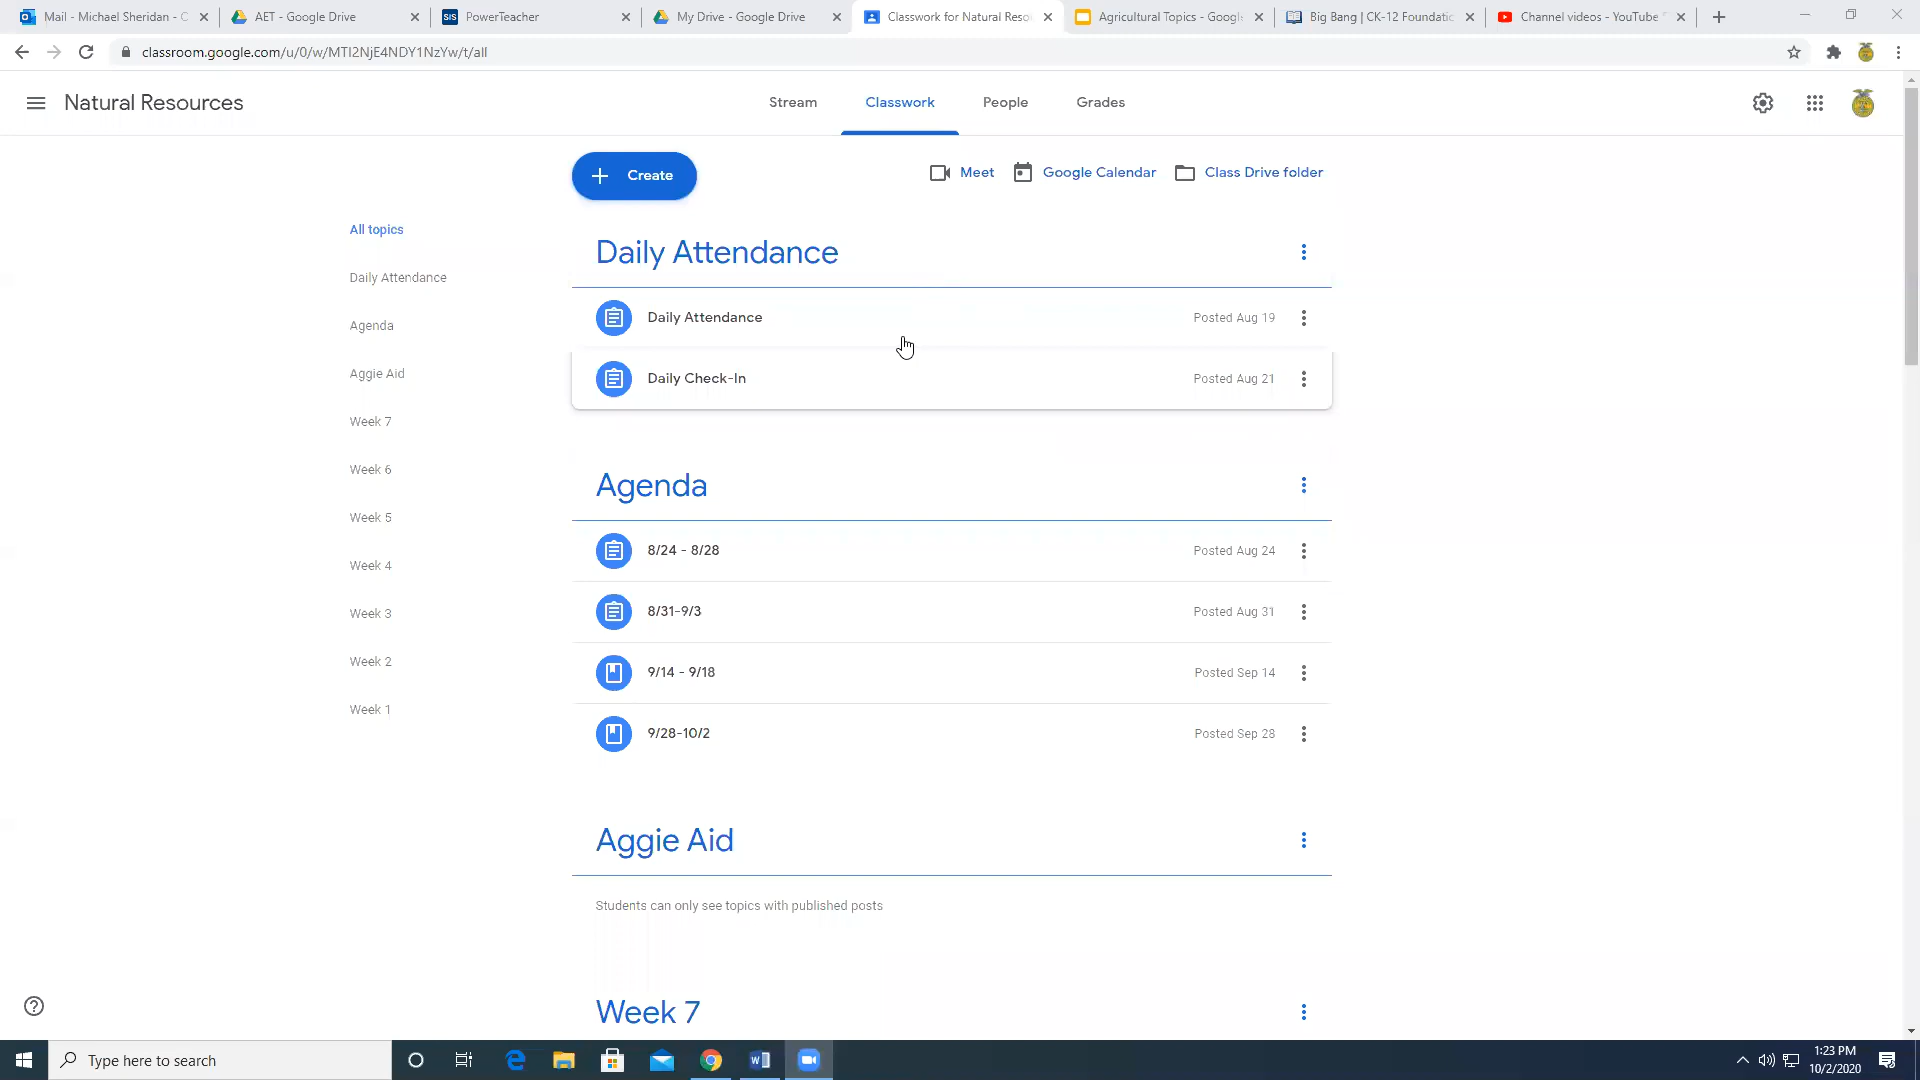 Mail - Michael Sheridan - C
AET - Google Drive
SIS
PowerTeacher
My Drive - Google Drive
Classwork for Natural Reso
Agricultural Topics - Googl
Big Bang | CK-12 Foundatic
Channel videos - YouTube
classroom.google.com/u/0/w/MTI2NjE4NDY1NzYw/t/all
Natural Resources
Stream
Classwork
People
Grades
Create
Meet
Google Calendar
Class Drive folder
All topics
Daily Attendance
Agenda
Aggie Aid
Week 7
Week 6
Week 5
Week 4
Week 3
Week 2
Week 1
Daily Attendance
Daily Attendance Posted Aug 19
Daily Check-In Posted Aug 21
Agenda
8/24 - 8/28 Posted Aug 24
8/31-9/3 Posted Aug 31
9/14 - 9/18 Posted Sep 14
9/28-10/2 Posted Sep 28
Aggie Aid
Students can only see topics with published posts
Week 7
Type here to search
1:23 PM
10/2/2020